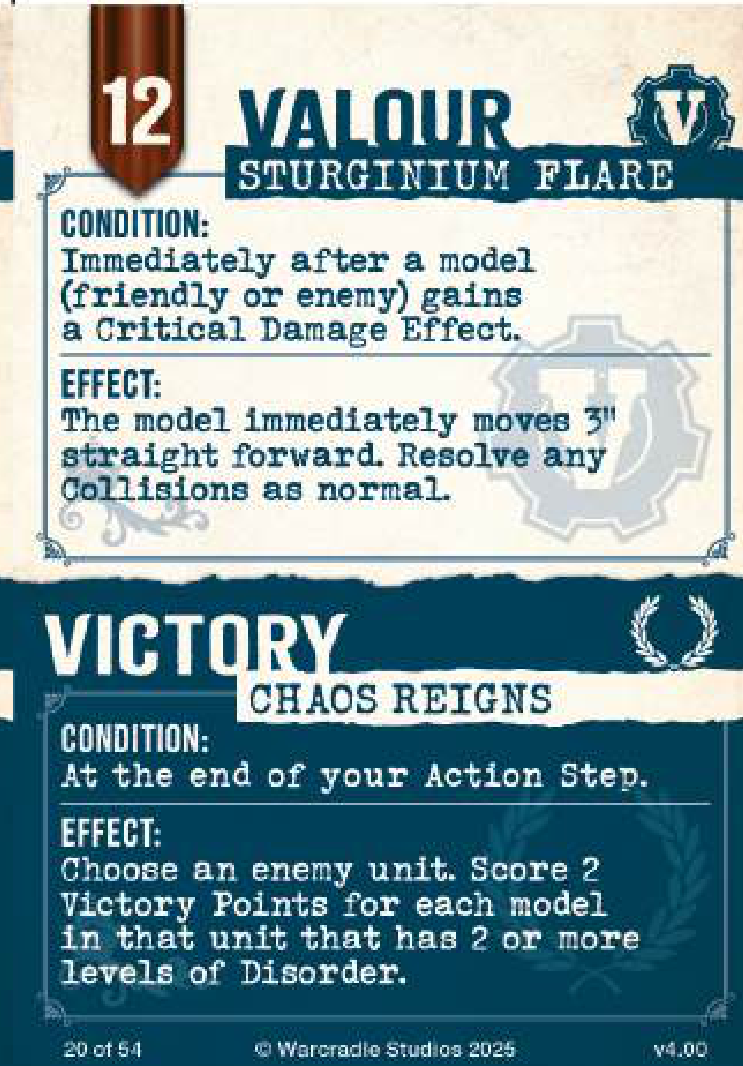 12
VALOUR
V
STURGINIUM FLARE
CONDITION:
Immediately after a model
(friendly or enemy) gains
a Critical Damage Effect.
EFFECT:
The model immediately moves 3"
straight forward. Resolve any
Collisions as normal.
VICTORY
CHAOS REIGNS
CONDITION:
At the end of your Action Step.
EFFECT:
Choose an enemy unit. Score 2
Victory Points for each model
in that unit that has 2 or more
levels of Disorder.
20 of 54 © Warcradle Studios 2025 v4.00